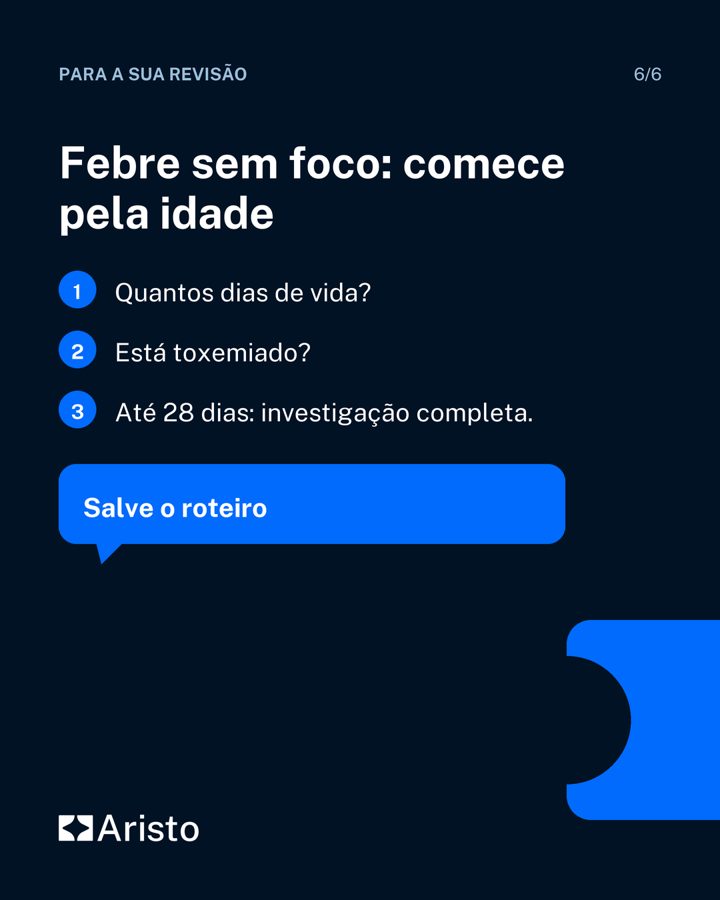 PARA A SUA REVISÃO
6/6
Febre sem foco: comece
pela idade
1 Quantos dias de vida?
2 Está toxemiado?
3 Até 28 dias: investigação completa.
Salve o roteiro
Aristo